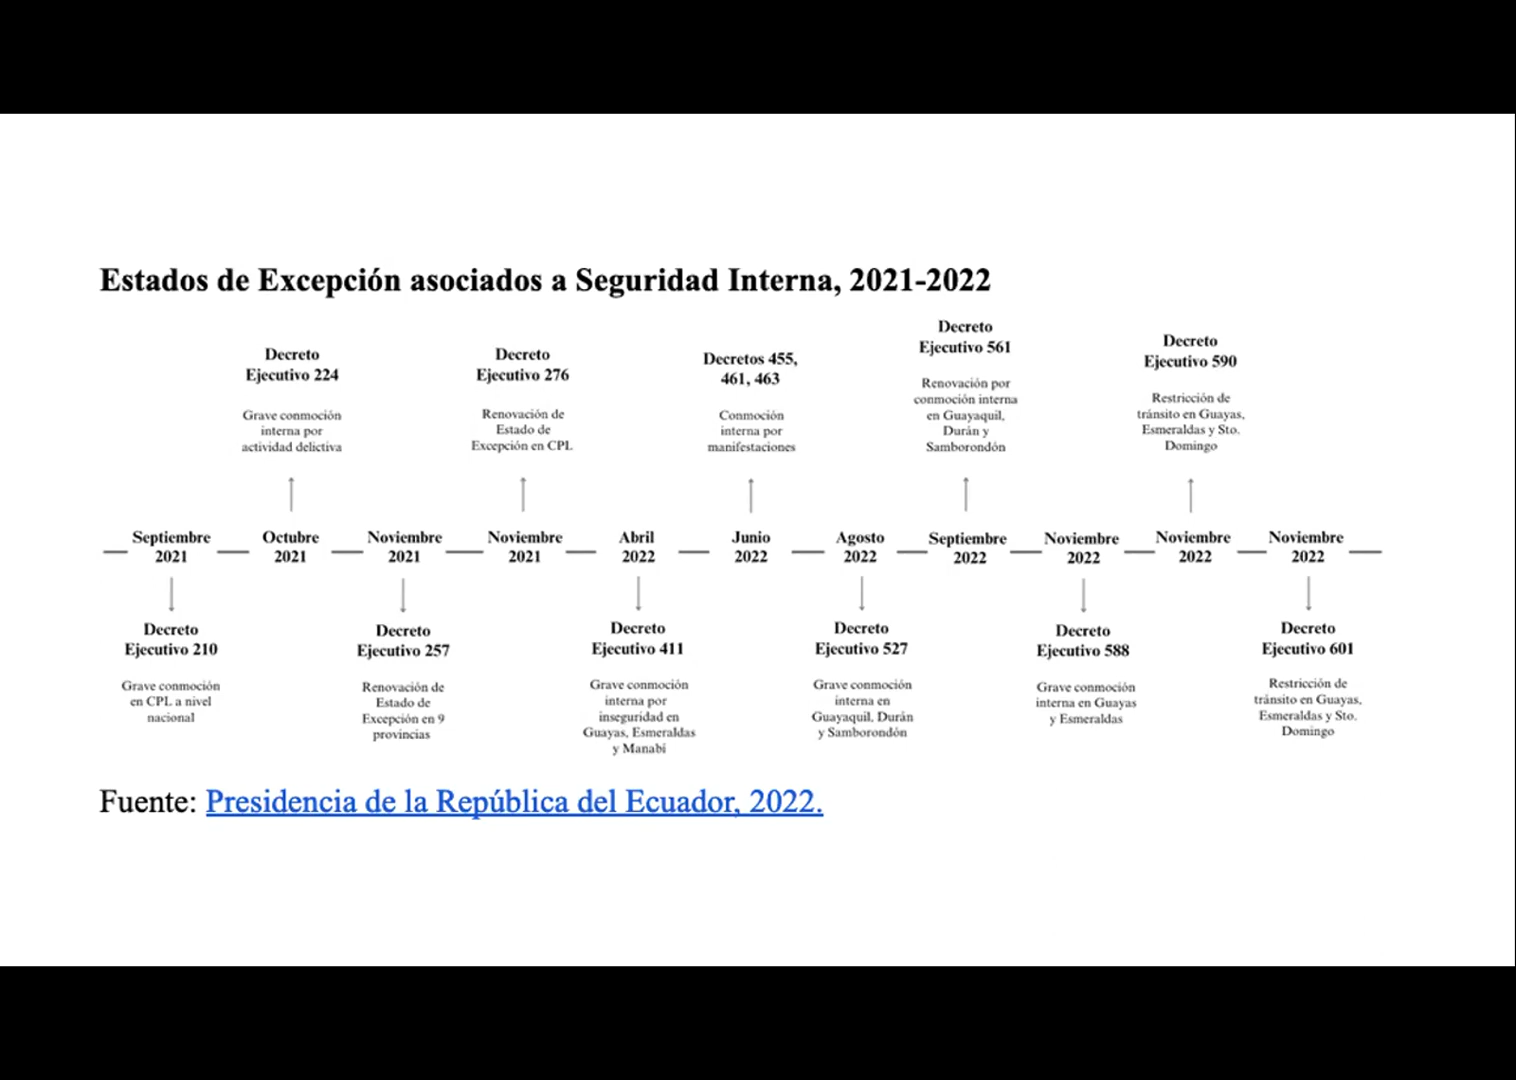 Estados de Excepción asociados a Seguridad Interna, 2021-2022
Decreto
Ejecutivo 224
Grave conmoción
interna por
actividad delictiva
Decreto
Ejecutivo 276
Renovación de
Estado de
Excepción en CPL
Decretos 455,
461, 463
Conmoción
interna por
manifestaciones
Decreto
Ejecutivo 561
Renovación por
conmoción interna
en Guayaquil,
Durán y
Samborondón
Decreto
Ejecutivo 590
Restricción de
tránsito en Guayas,
Esmeraldas y Sto.
Domingo
Septiembre
2021
Octubre
2021
Noviembre
2021
Noviembre
2021
Abril
2022
Junio
2022
Agosto
2022
Septiembre
2022
Noviembre
2022
Noviembre
2022
Noviembre
2022
Decreto
Ejecutivo 210
Grave conmoción
en CPL a nivel
nacional
Decreto
Ejecutivo 257
Renovación de
Estado de
Excepción en 9
provincias
Decreto
Ejecutivo 411
Grave conmoción
interna por
inseguridad en
Guayas, Esmeraldas
y Manabí
Decreto
Ejecutivo 527
Grave conmoción
interna en
Guayaquil, Durán
y Samborondón
Decreto
Ejecutivo 588
Grave conmoción
interna en Guayas
y Esmeraldas
Decreto
Ejecutivo 601
Restricción de
tránsito en Guayas,
Esmeraldas y Sto.
Domingo
Fuente: Presidencia de la República del Ecuador, 2022.